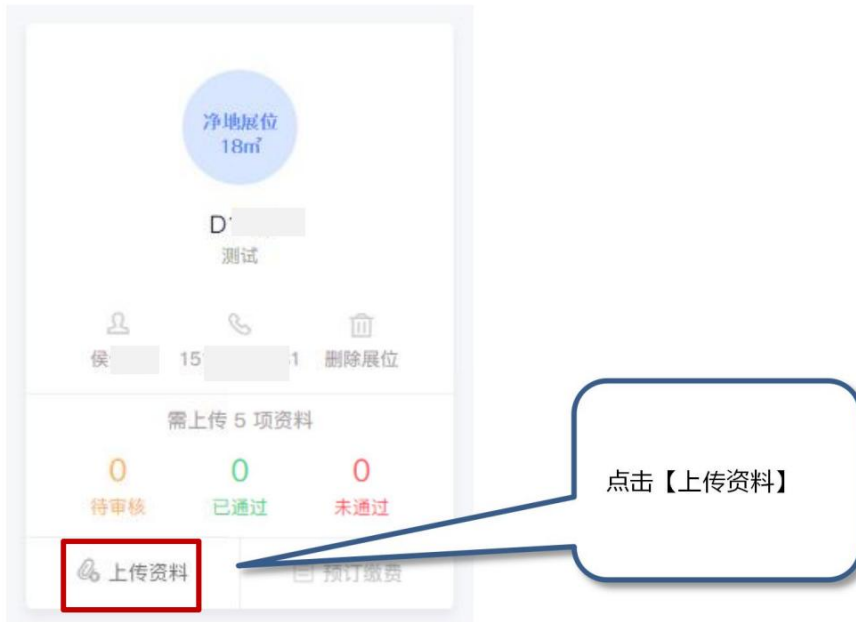 净地展位
18㎡
D1
测试
侯 15 1 删除展位
需上传 5 项资料
0 0 0
待审核 已通过 未通过
点击【上传资料】
上传资料 预订缴费